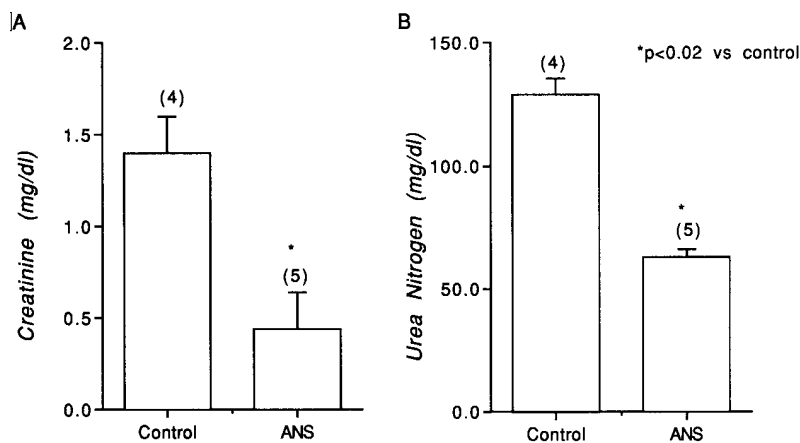 A
2.0
1.5
1.0
0.5
0.0
Creatinine (mg/dl)
(4)
*
(5)
Control
ANS
B
150.0
100.0
50.0
0.0
Urea Nitrogen (mg/dl)
*p<0.02 vs control
(4)
*
(5)
Control
ANS